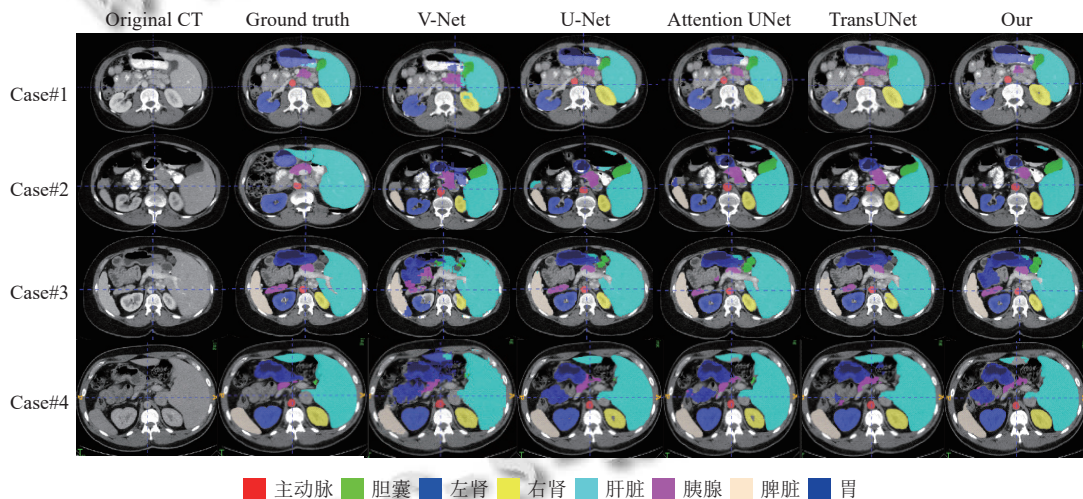 Original CT Ground truth V-Net U-Net Attention UNet TransUNet Our
Case#1
Case#2
Case#3
Case#4
主动脉 胆囊 左肾 右肾 肝脏 胰腺 脾脏 胃